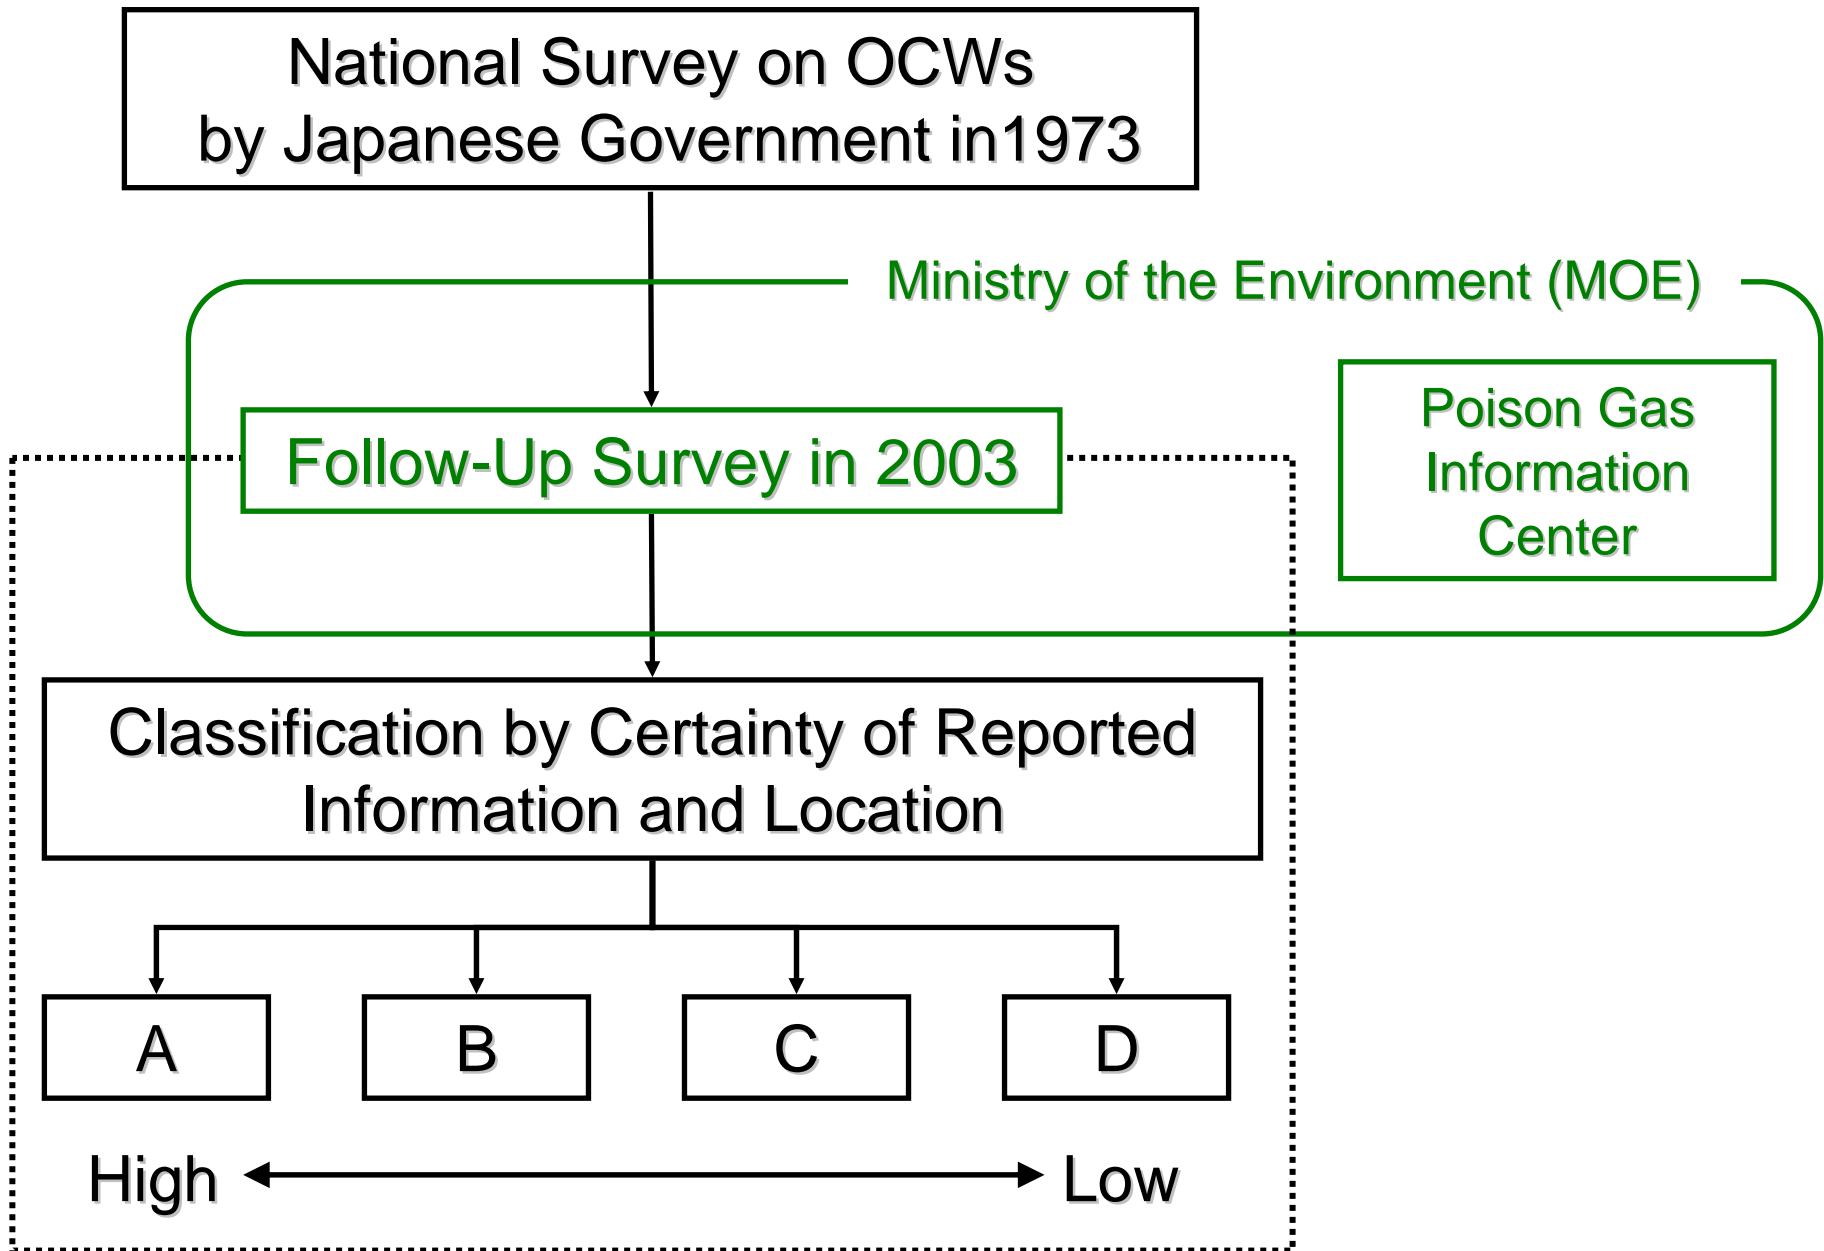 National Survey on OCWs
by Japanese Government in1973
Ministry of the Environment (MOE)
Follow-Up Survey in 2003
Poison Gas
Information
Center
Classification by Certainty of Reported
Information and Location
A
B
C
D
High
Low